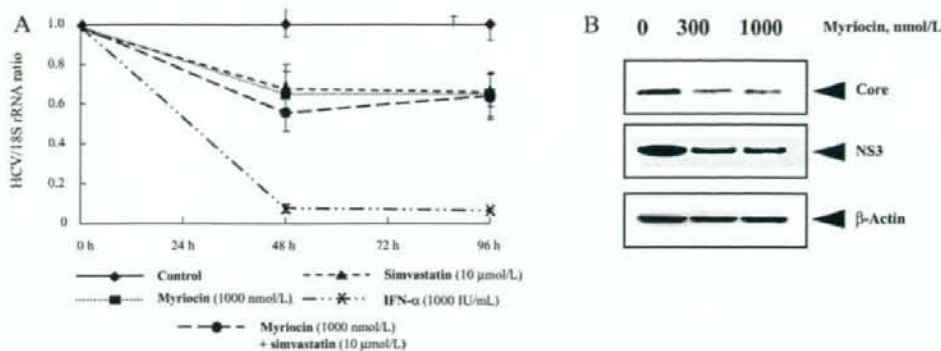 A
HCV/18S rRNA ratio
1.0
0.8
0.6
0.4
0.2
0
0 h
24 h
48 h
72 h
96 h
Control
Myriocin (1000 nmol/L)
Simvastatin (10 μmol/L)
IFN-α (1000 IU/mL)
Myriocin (1000 nmol/L)
+ simvastatin (10 μmol/L)
B
0 300 1000 Myriocin, nmol/L
Core
NS3
β-Actin